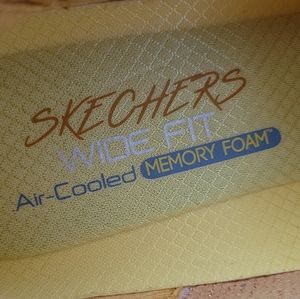 SKECHERS
WIDE FIT
Air-Cooled MEMORY FOAM™